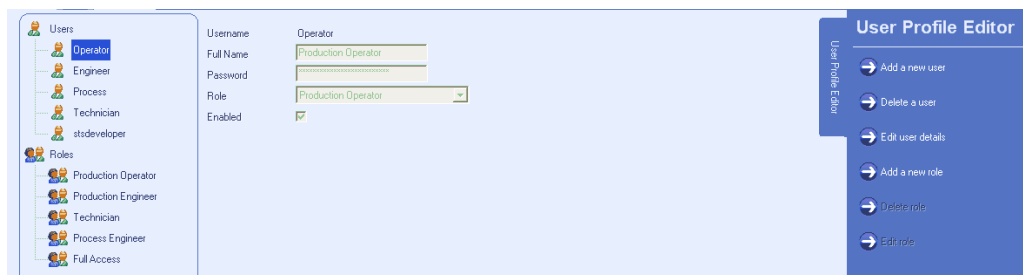 Users
Operator
Engineer
Process
Technician
stsdeveloper
Roles
Production Operator
Production Engineer
Technician
Process Engineer
Full Access
Username Operator
Full Name Production Operator
Password ************************
Role Production Operator
Enabled
User Profile Editor
User Profile Editor
Add a new user
Delete a user
Edit user details
Add a new role
Delete role
Edit role